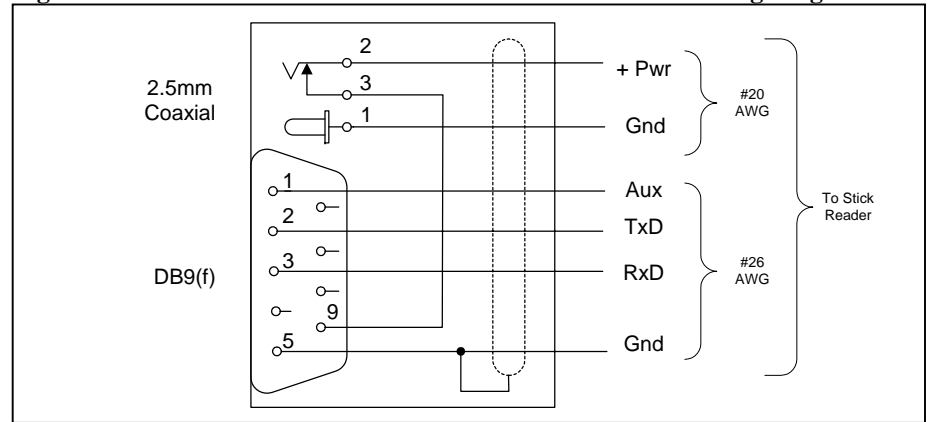 2
+ Pwr
3
2.5mm
Coaxial
#20
AWG
1
Gnd
1
Aux
To Stick
Reader
2
TxD
DB9(f)
3
RxD
#26
AWG
9
5
Gnd